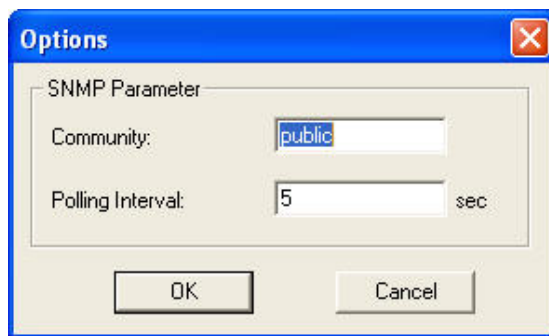 Options
SNMP Parameter
Community: public
Polling Interval: 5 sec
OK Cancel